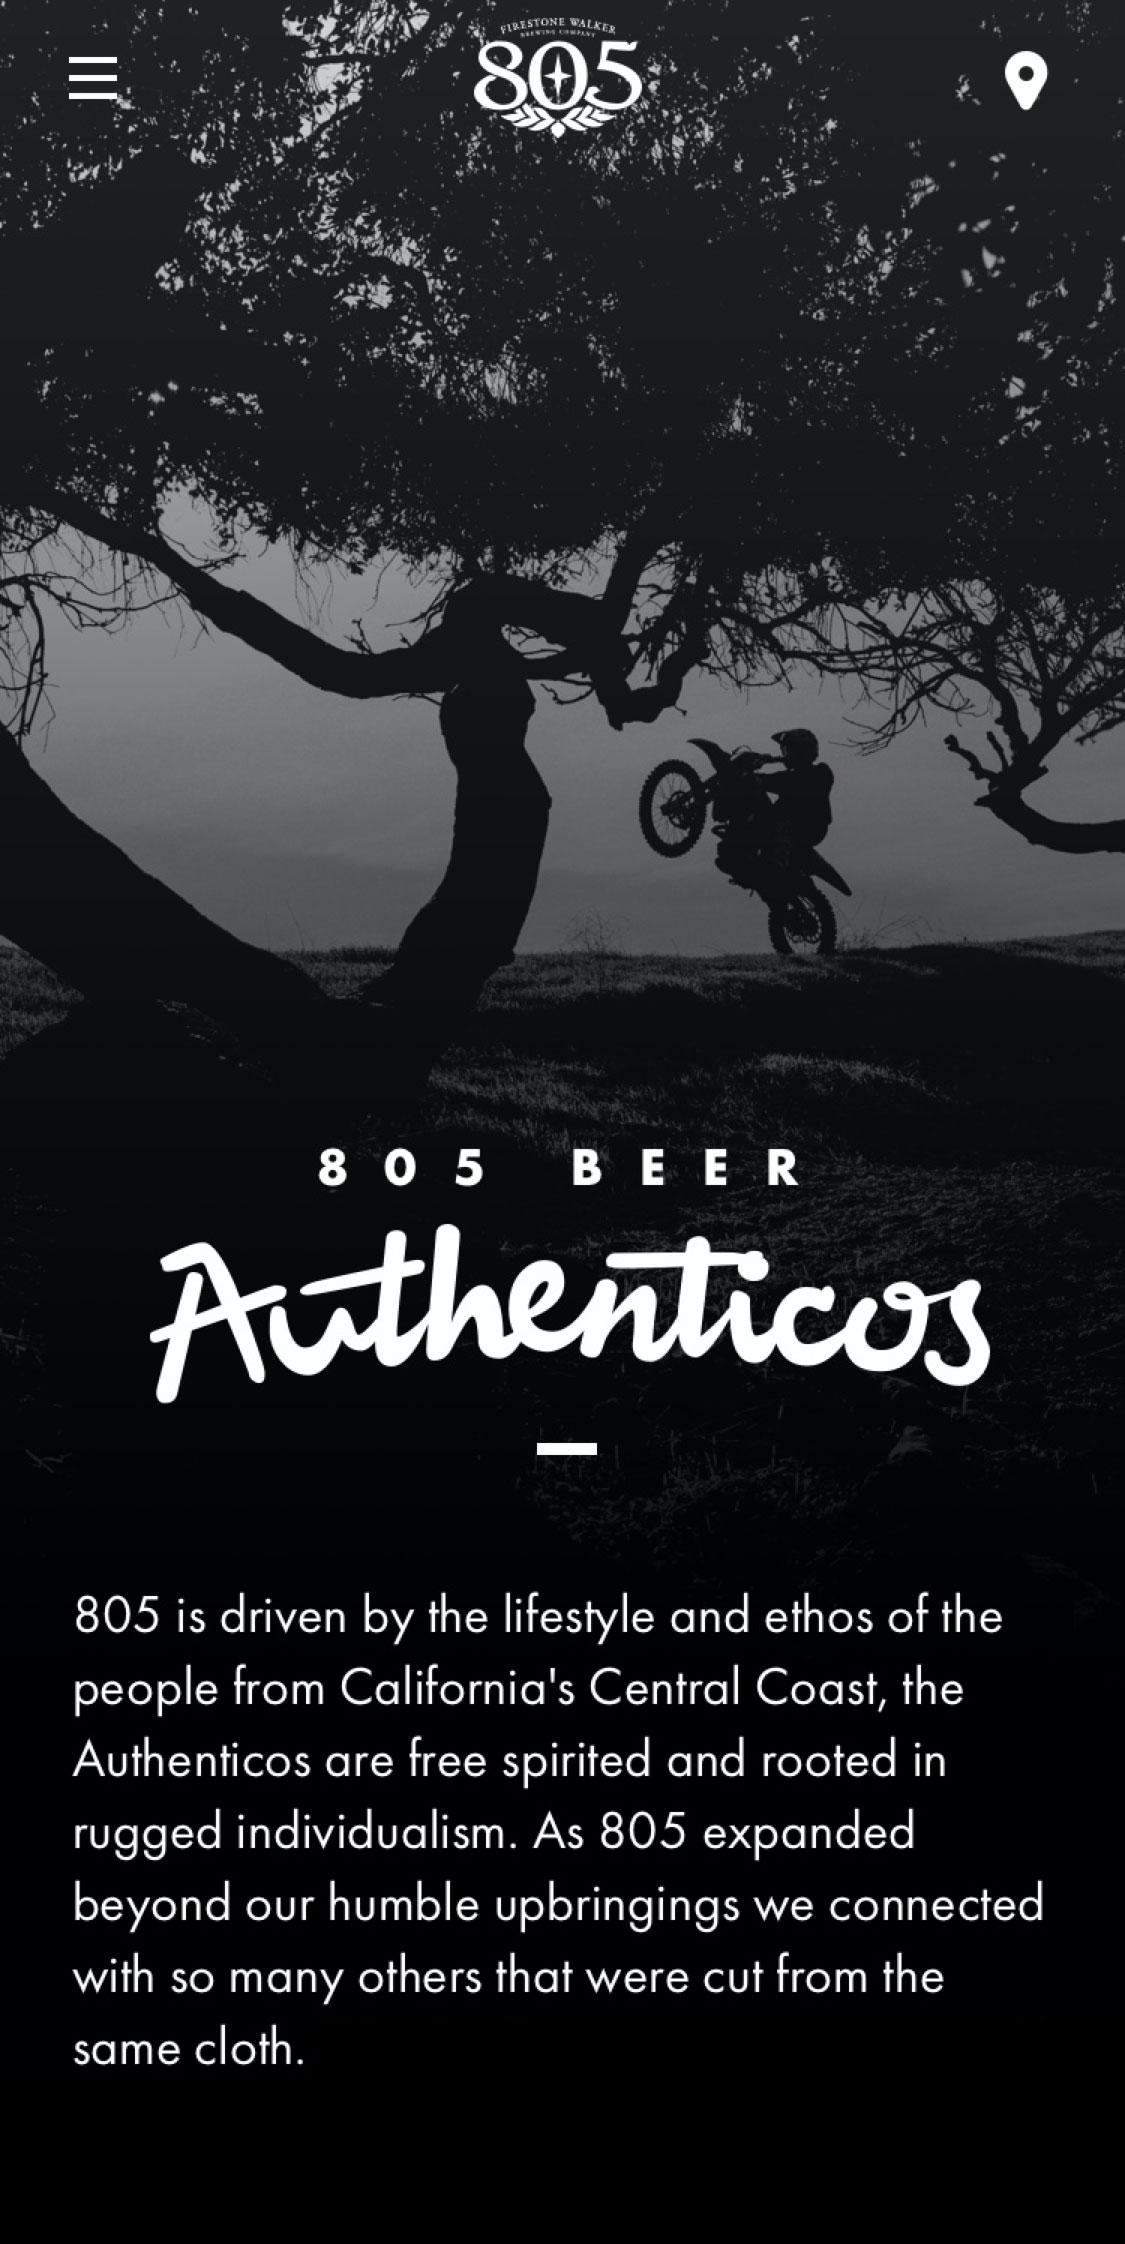 FIRESTONE WALKER
BREWING COMPANY
805
805 BEER
Authenticos
805 is driven by the lifestyle and ethos of the
people from California's Central Coast, the
Authenticos are free spirited and rooted in
rugged individualism. As 805 expanded
beyond our humble upbringings we connected
with so many others that were cut from the
same cloth.